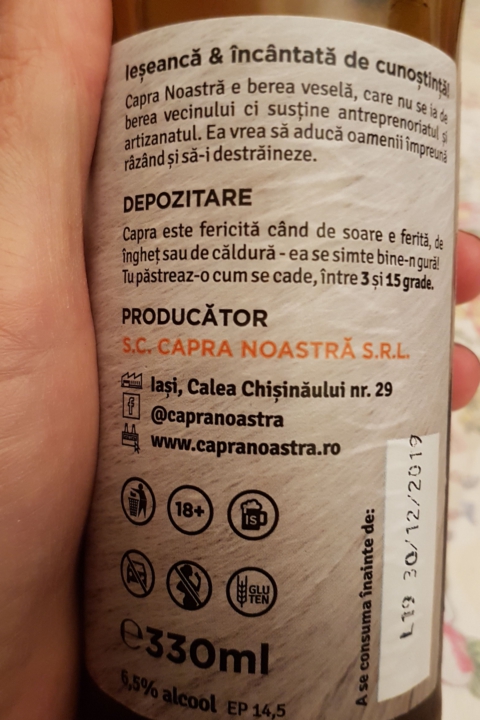 Ieșeancă & încântată de cunoștință!
Capra Noastră e berea veselă, care nu se ia de
berea vecinului ci susține antreprenoriatul și
artizanatul. Ea vrea să aducă oamenii împreună
râzând și să-i destrăineze.
DEPOZITARE
Capra este fericită când de soare e ferită, de
îngheț sau de căldură - ea se simte bine-n gură!
Tu păstreaz-o cum se cade, între 3 și 15 grade.
PRODUCĂTOR
S.C. CAPRA NOASTRĂ S.R.L.
Iași, Calea Chișinăului nr. 29
@capranoastra
www.capranoastra.ro
18+
IS
GLU
TEN
e330ml
6,5% alcool EP 14,5
A se consuma înainte de:
L19 30/12/2019